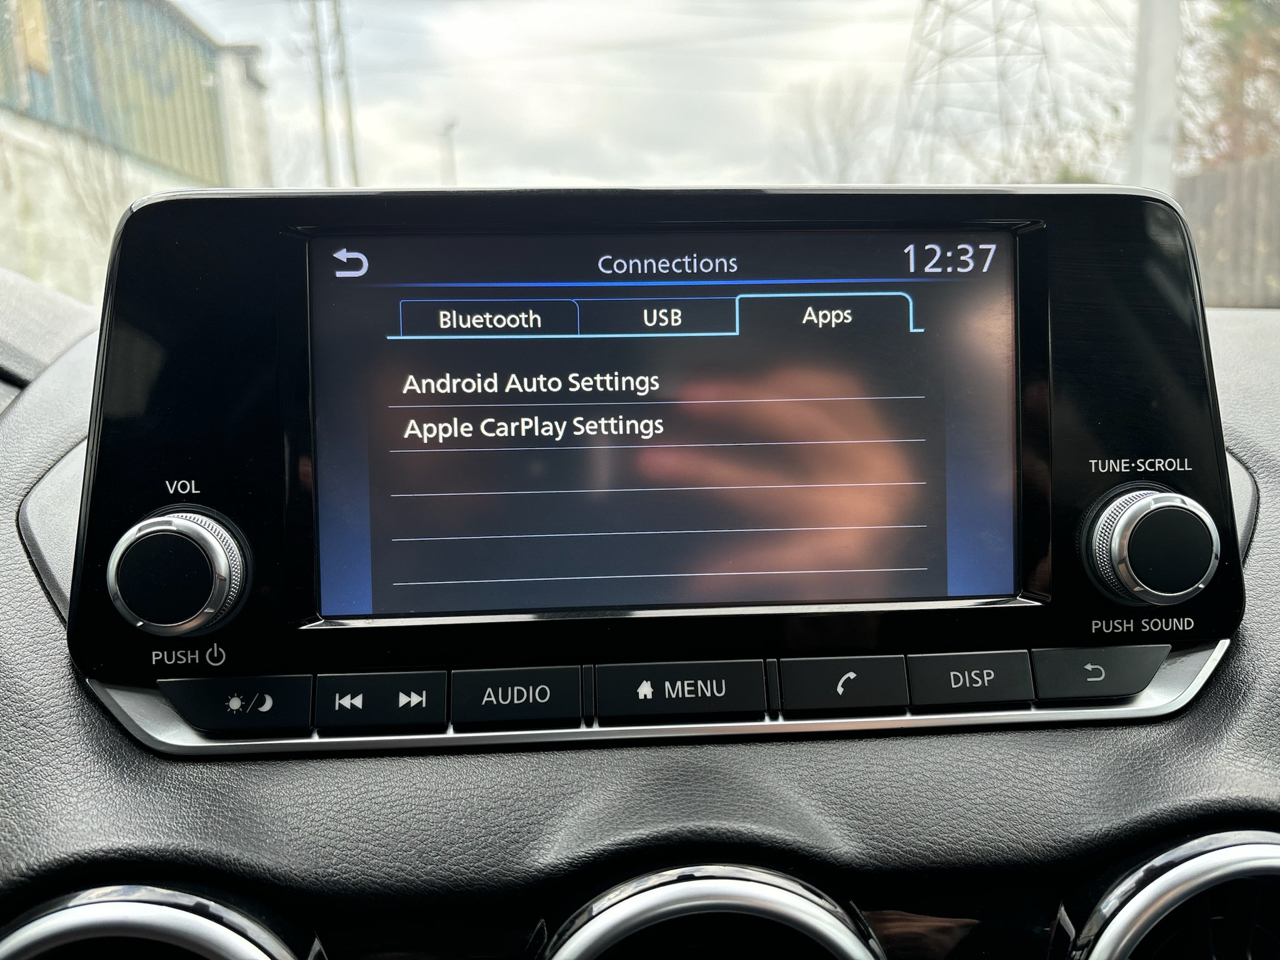 Connections
12:37
Bluetooth
USB
Apps
Android Auto Settings
Apple CarPlay Settings
VOL
PUSH
TUNE·SCROLL
PUSH SOUND
AUDIO
MENU
DISP